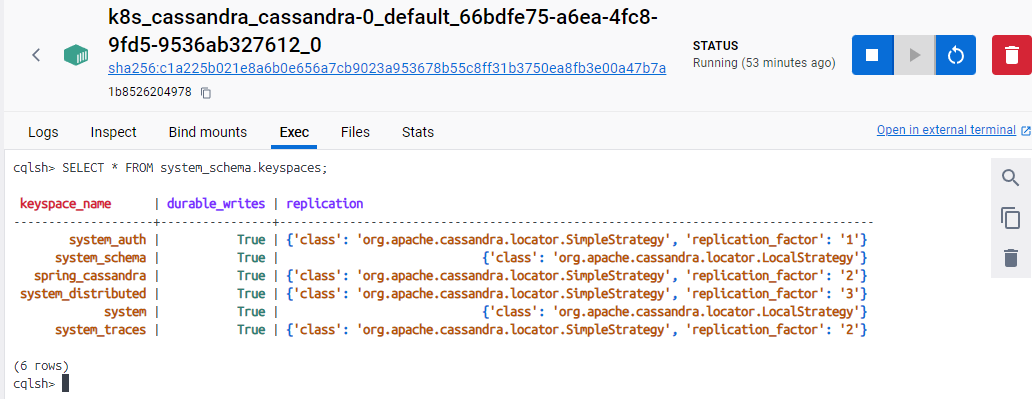 k8s_cassandra_cassandra-0_default_66bdfe75-a6ea-4fc8-
9fd5-9536ab327612_0
sha256:c1a225b021e8a6b0e656a7cb9023a953678b55c8ff31b3750ea8fb3e00a47b7a
1b8526204978
STATUS
Running (53 minutes ago)
Logs Inspect Bind mounts Exec Files Stats
Open in external terminal
cqlsh> SELECT * FROM system_schema.keyspaces;
keyspace_name | durable_writes | replication
--------------------+----------------+-------------------------------------------------------------------------------------
system_auth | True | {'class': 'org.apache.cassandra.locator.SimpleStrategy', 'replication_factor': '1'}
system_schema | True | {'class': 'org.apache.cassandra.locator.LocalStrategy'}
spring_cassandra | True | {'class': 'org.apache.cassandra.locator.SimpleStrategy', 'replication_factor': '2'}
system_distributed | True | {'class': 'org.apache.cassandra.locator.SimpleStrategy', 'replication_factor': '3'}
system | True | {'class': 'org.apache.cassandra.locator.LocalStrategy'}
system_traces | True | {'class': 'org.apache.cassandra.locator.SimpleStrategy', 'replication_factor': '2'}
(6 rows)
cqlsh>